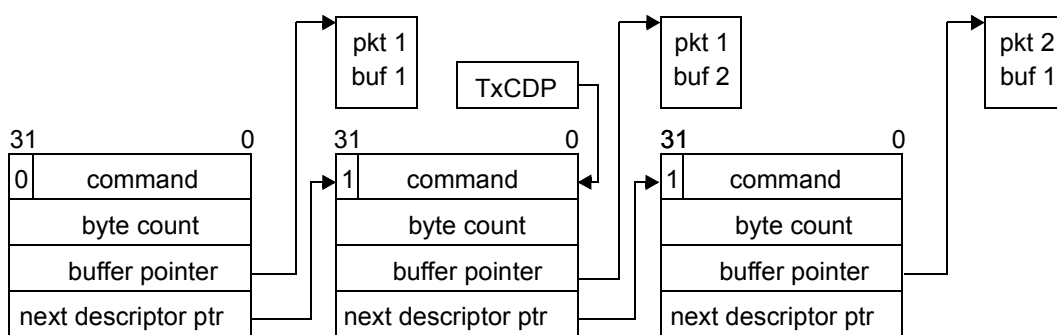 pkt 1
buf 1
pkt 1
buf 2
pkt 2
buf 1
TxCDP
31 0
31 0
31 0
0 command
1 command
1 command
byte count
byte count
byte count
buffer pointer
buffer pointer
buffer pointer
next descriptor ptr
next descriptor ptr
next descriptor ptr